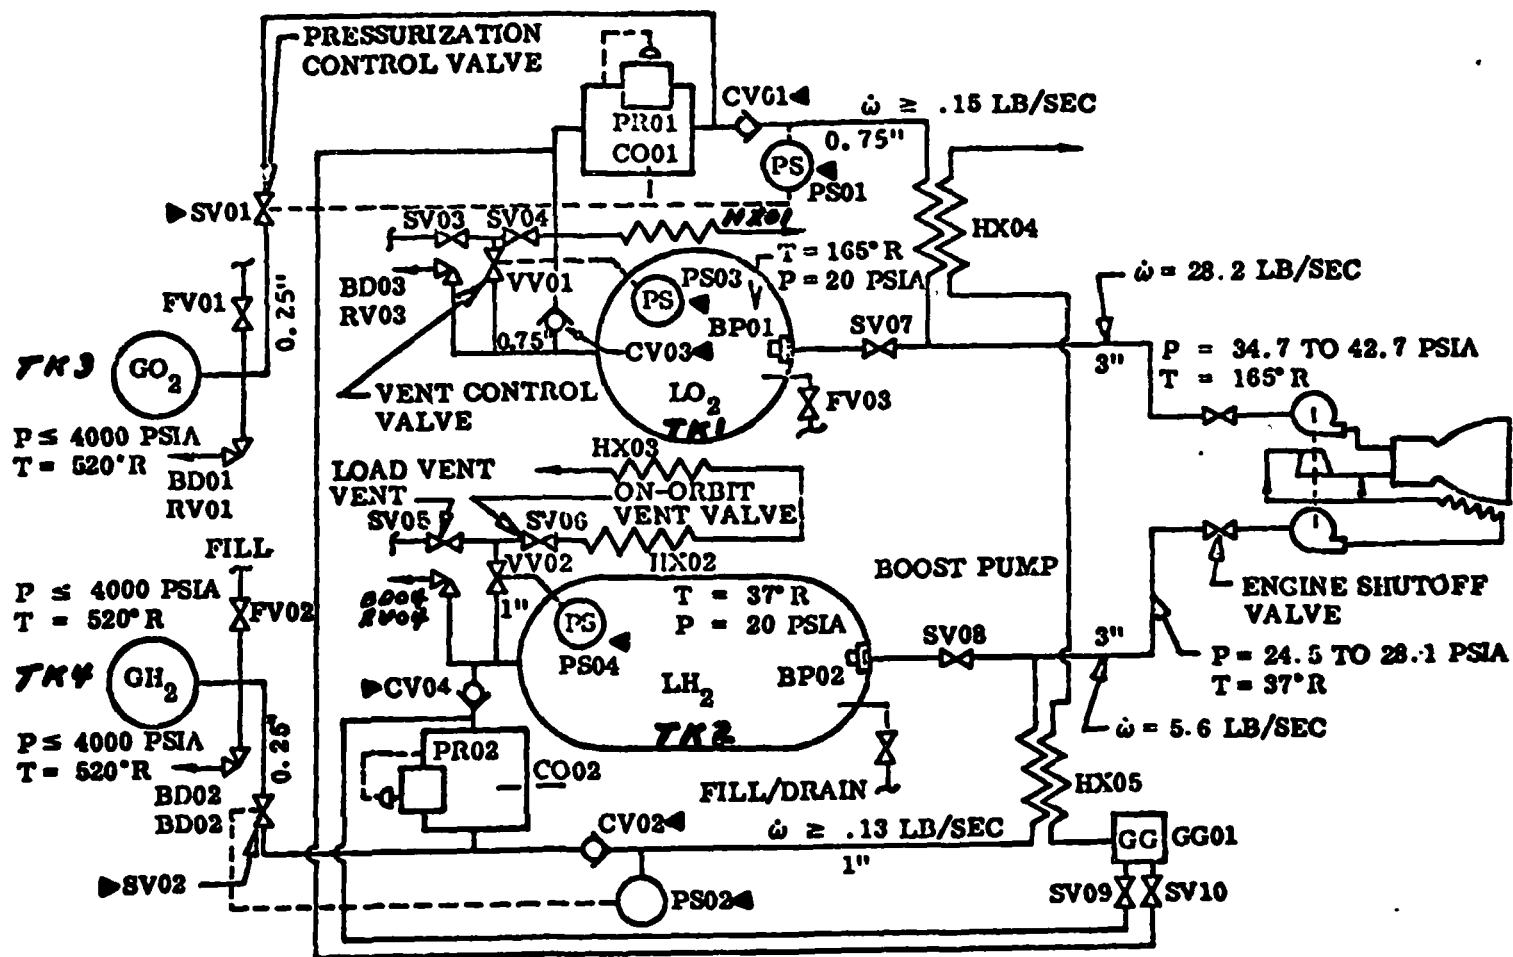 PRESSURIZATION
CONTROL VALVE
CV01
ẇ ≥ .15 LB/SEC
0.75"
PR01
CO01
PS
PS01
SV01
SV03
SV04
HX01
HX04
T = 165°R
P = 20 PSIA
BD03
RV03
VV01
PS03
PS
ẇ = 28.2 LB/SEC
FV01
0.25"
BP01
SV07
0.75"
CV03
3"
P = 34.7 TO 42.7 PSIA
T = 165°R
TK3
GO2
VENT CONTROL
VALVE
LO2
TK1
FV03
P ≤ 4000 PSIA
T = 520°R
BD01
RV01
HX03
LOAD VENT
VENT
ON-ORBIT
VENT VALVE
SV05
SV06
FILL
VV02
HX02
BOOST PUMP
ENGINE SHUTOFF
VALVE
P ≤ 4000 PSIA
T = 520°R
FV02
BD04
RV04
1"
T = 37°R
P = 20 PSIA
PS
PS04
SV08
3"
P = 24.5 TO 28.1 PSIA
T = 37°R
TK4
GH2
CV04
LH2
BP02
TK2
ẇ = 5.6 LB/SEC
P ≤ 4000 PSIA
T = 520°R
0.25"
PR02
CO02
HX05
BD02
BD02
FILL/DRAIN
CV02
ẇ ≥ .13 LB/SEC
1"
GG
GG01
SV02
PS02
SV09
SV10